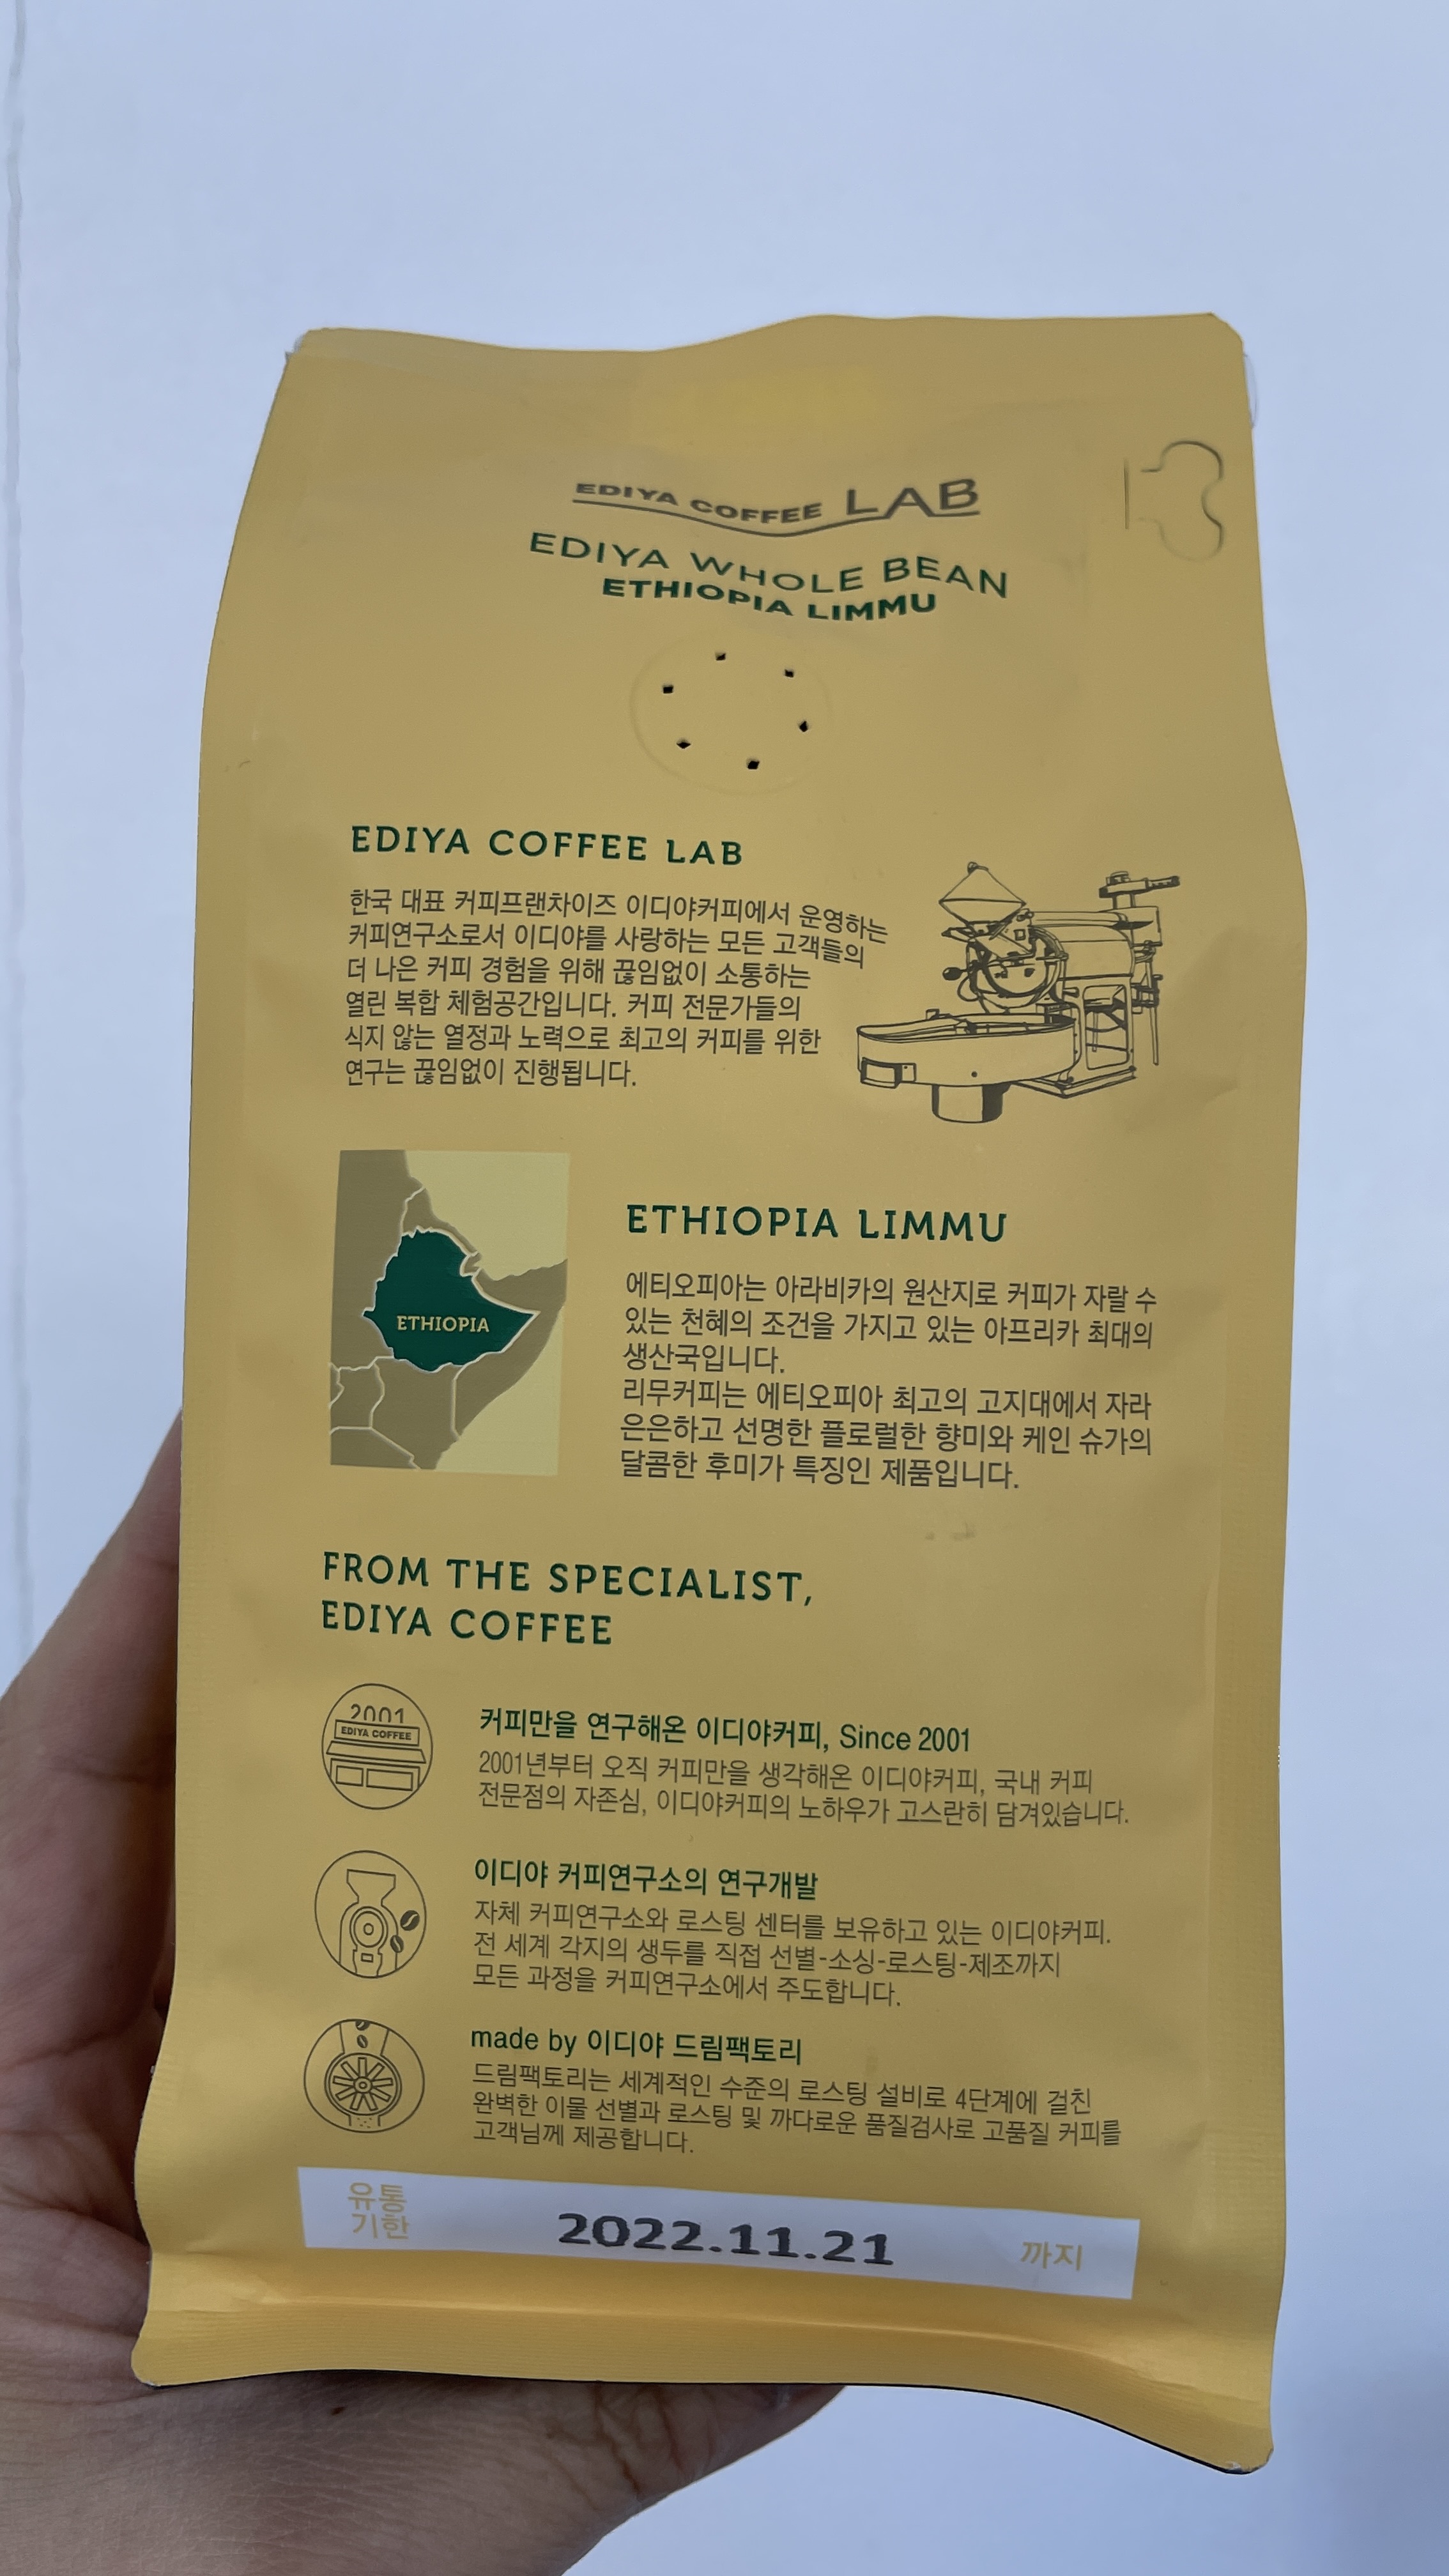 EDIYA COFFEE LAB
EDIYA WHOLE BEAN
ETHIOPIA LIMMU
EDIYA COFFEE LAB
한국 대표 커피프랜차이즈 이디야커피에서 운영하는
커피연구소로서 이디야를 사랑하는 모든 고객들의
더 나은 커피 경험을 위해 끊임없이 소통하는
열린 복합 체험공간입니다. 커피 전문가들의
식지 않는 열정과 노력으로 최고의 커피를 위한
연구는 끊임없이 진행됩니다.
ETHIOPIA
ETHIOPIA LIMMU
에티오피아는 아라비카의 원산지로 커피가 자랄 수
있는 천혜의 조건을 가지고 있는 아프리카 최대의
생산국입니다.
리무커피는 에티오피아 최고의 고지대에서 자라
은은하고 선명한 플로럴한 향미와 케인 슈가의
달콤한 후미가 특징인 제품입니다.
FROM THE SPECIALIST,
EDIYA COFFEE
2001
EDIYA COFFEE
커피만을 연구해온 이디야커피, Since 2001
2001년부터 오직 커피만을 생각해온 이디야커피, 국내 커피
전문점의 자존심, 이디야커피의 노하우가 고스란히 담겨있습니다.
이디야 커피연구소의 연구개발
자체 커피연구소와 로스팅 센터를 보유하고 있는 이디야커피.
전 세계 각지의 생두를 직접 선별-소싱-로스팅-제조까지
모든 과정을 커피연구소에서 주도합니다.
made by 이디야 드림팩토리
드림팩토리는 세계적인 수준의 로스팅 설비로 4단계에 걸친
완벽한 이물 선별과 로스팅 및 까다로운 품질검사로 고품질 커피를
고객님께 제공합니다.
유통
기한
2022.11.21
까지